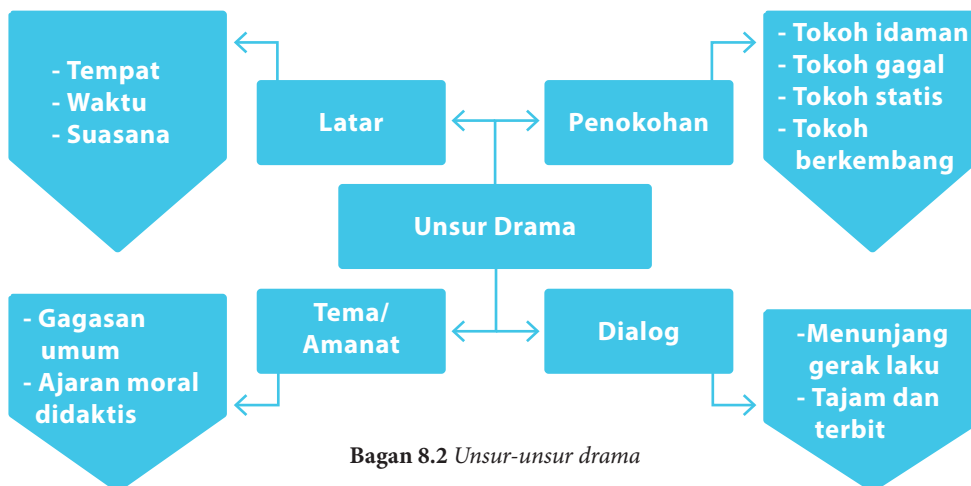 - Tempat
- Waktu
- Suasana
Latar
Penokohan
- Tokoh idaman
- Tokoh gagal
- Tokoh statis
- Tokoh
berkembang
Unsur Drama
- Gagasan
umum
- Ajaran moral
didaktis
Tema/
Amanat
Dialog
-Menunjang
gerak laku
- Tajam dan
terbit
Bagan 8.2 Unsur-unsur drama